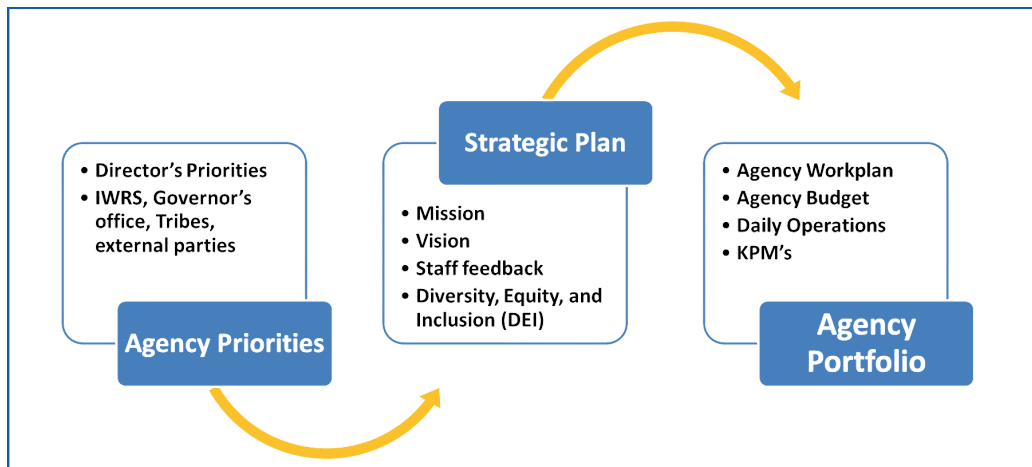 • Director's Priorities
• IWRS, Governor's
office, Tribes,
external parties
Agency Priorities
Strategic Plan
• Mission
• Vision
• Staff feedback
• Diversity, Equity, and
Inclusion (DEI)
• Agency Workplan
• Agency Budget
• Daily Operations
• KPM's
Agency
Portfolio